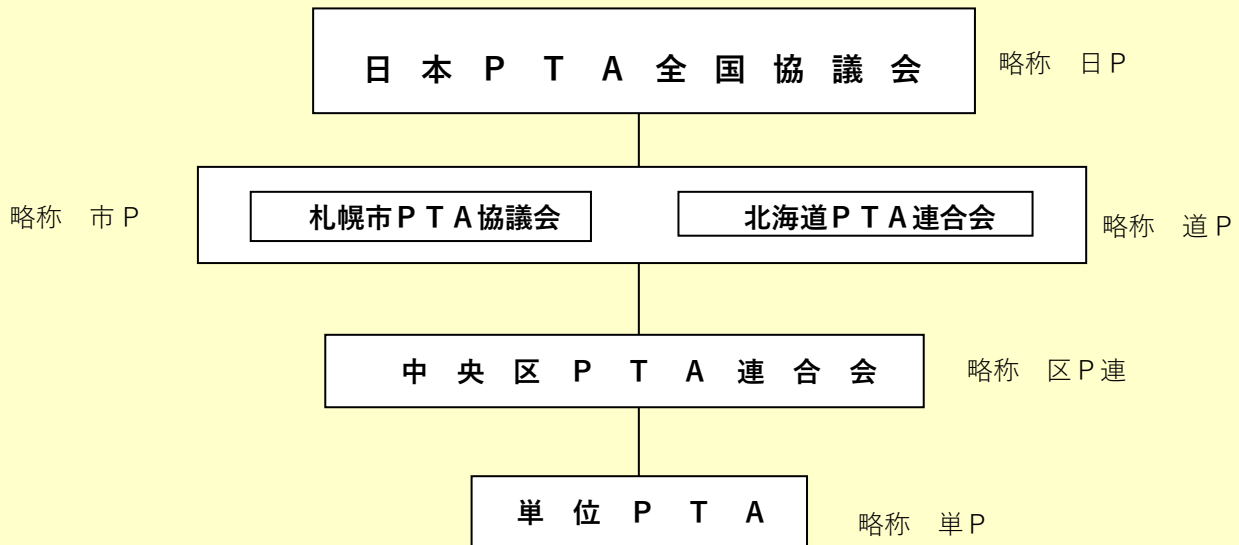 日本ＰＴＡ全国協議会
略称　日Ｐ
略称　市Ｐ
札幌市ＰＴＡ協議会
北海道ＰＴＡ連合会
略称　道Ｐ
中央区ＰＴＡ連合会
略称　区Ｐ連
単位ＰＴＡ
略称　単Ｐ